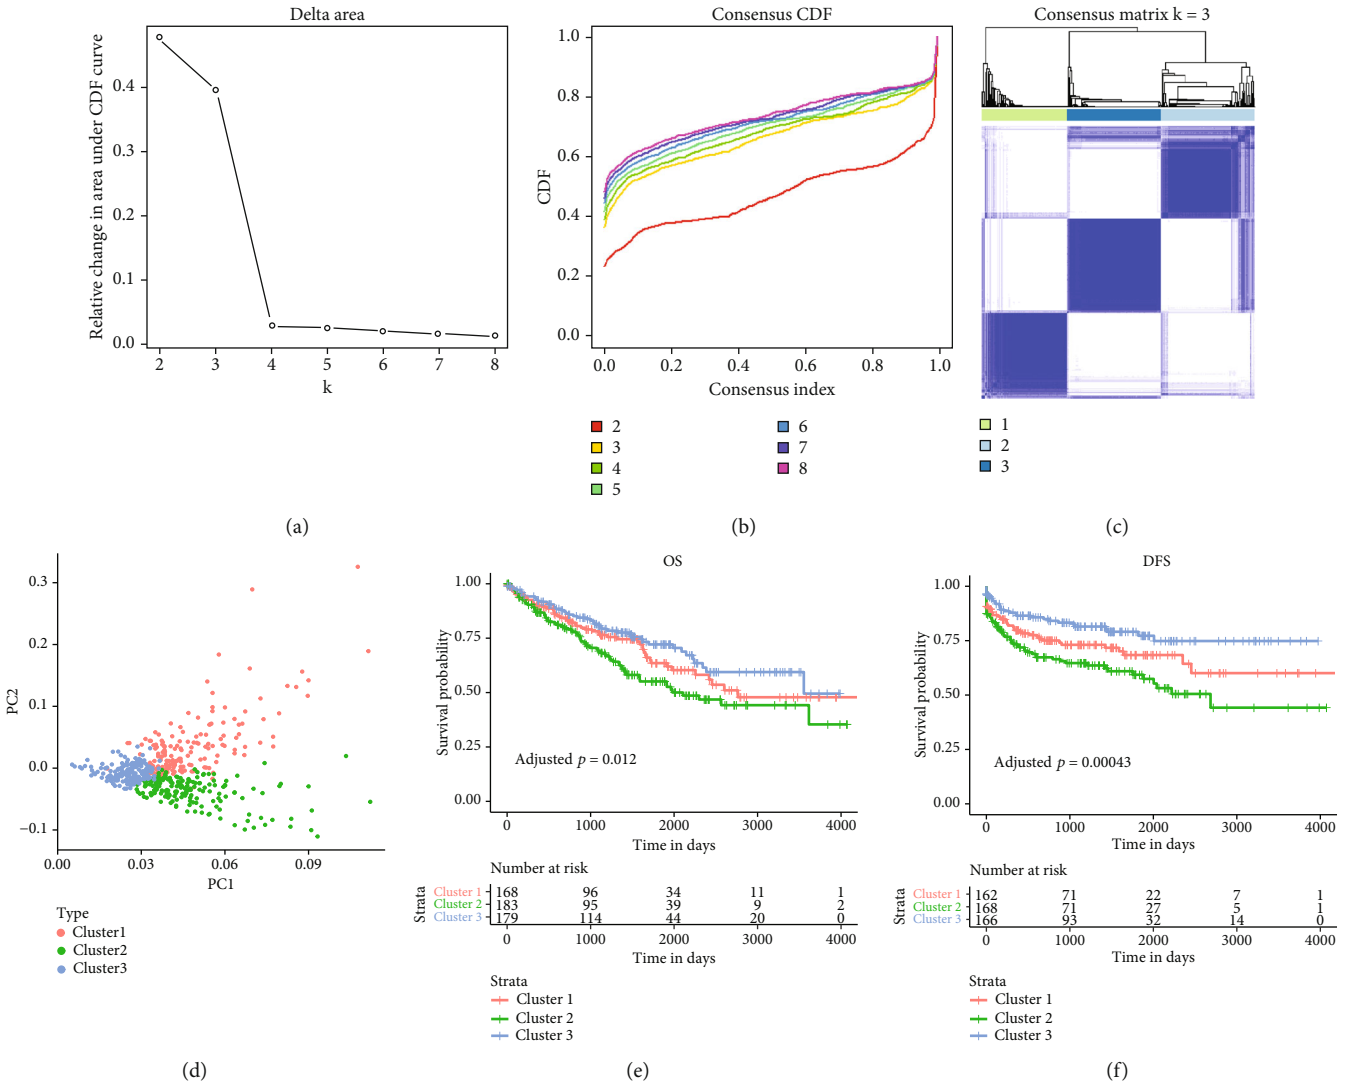 Delta area
Relative change in area under CDF curve
0.4
0.3
0.2
0.1
0.0
2 3 4 5 6 7 8
k
(a)
Consensus CDF
CDF
1.0
0.8
0.6
0.4
0.2
0.0
0.0 0.2 0.4 0.6 0.8 1.0
Consensus index
2
3
4
5
6
7
8
(b)
Consensus matrix k = 3
1
2
3
(c)
PC2
0.3
0.2
0.1
0.0
−0.1
0.00 0.03 0.06 0.09
PC1
Type
Cluster1
Cluster2
Cluster3
(d)
OS
Survival probability
1.00
0.75
0.50
0.25
0.00
Adjusted p = 0.012
0 1000 2000 3000 4000
Time in days
Number at risk
Strata
Cluster 1 168 96 34 11 1
Cluster 2 183 95 39 9 2
Cluster 3 179 114 44 20 0
0 1000 2000 3000 4000
Time in days
Strata
Cluster 1
Cluster 2
Cluster 3
(e)
DFS
Survival probability
1.00
0.75
0.50
0.25
0.00
Adjusted p = 0.00043
0 1000 2000 3000 4000
Time in days
Number at risk
Strata
Cluster 1 162 71 22 7 1
Cluster 2 168 71 27 5 1
Cluster 3 166 93 32 14 0
0 1000 2000 3000 4000
Time in days
Strata
Cluster 1
Cluster 2
Cluster 3
(f)